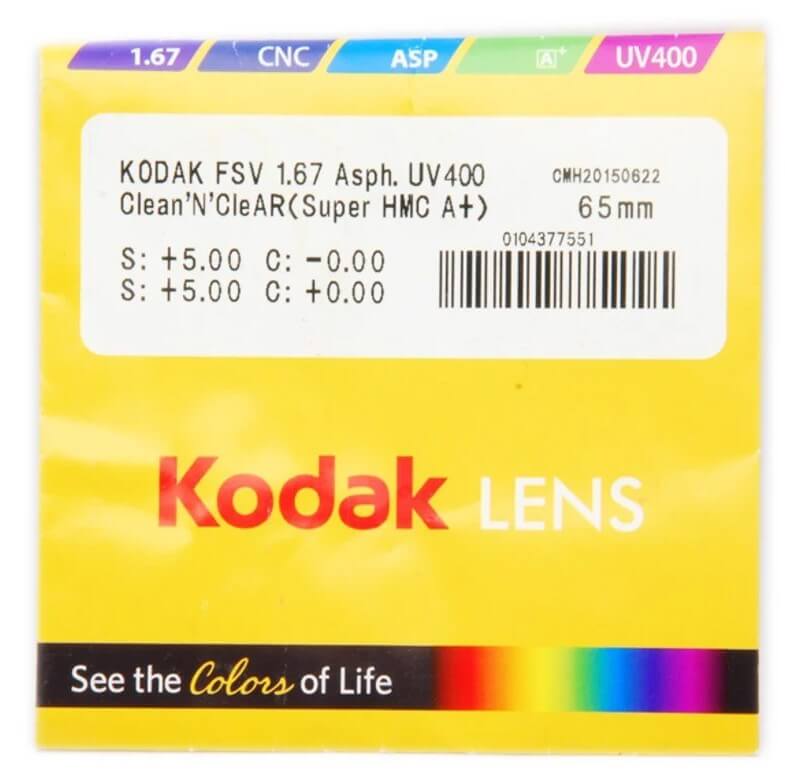 1.67 CNC ASP A+ UV400
KODAK FSV 1.67 Asph. UV400 CMH20150622
Clean'N'CleAR(Super HMC A+) 65mm
0104377551
S: +5.00 C: -0.00
S: +5.00 C: +0.00
Kodak LENS
See the Colors of Life